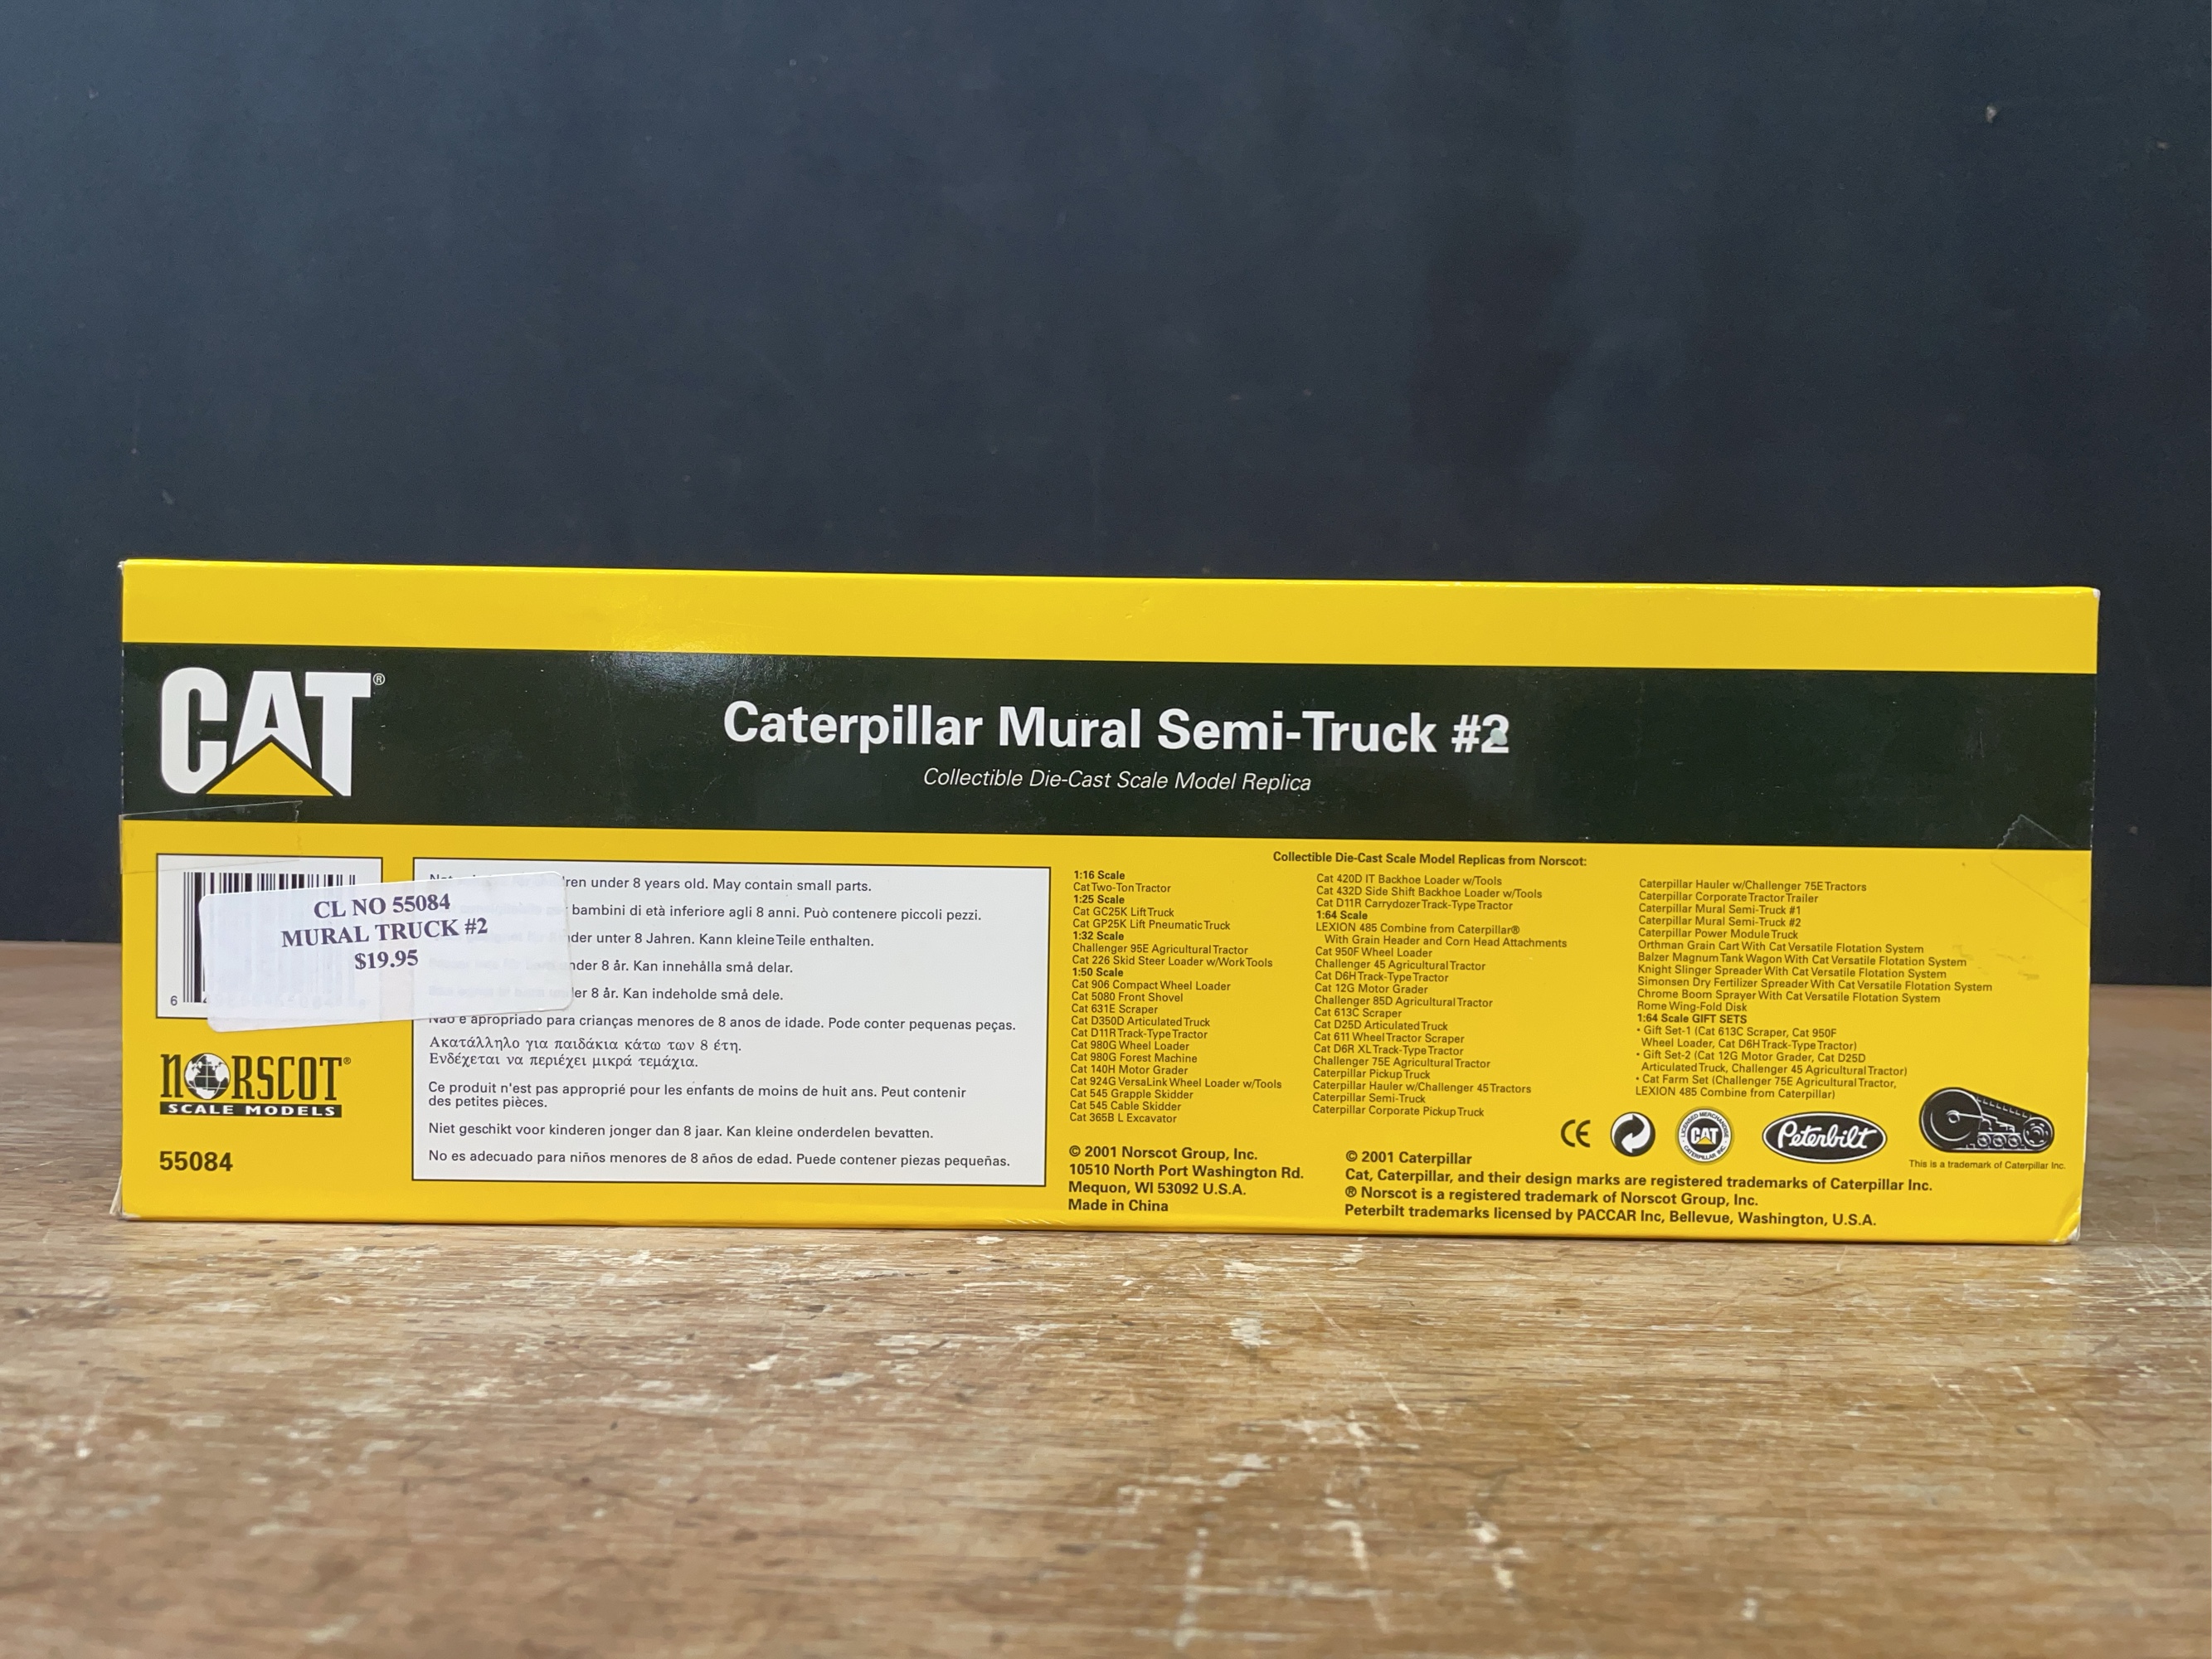 CAT®
Caterpillar Mural Semi-Truck #2
Collectible Die-Cast Scale Model Replica
CL NO 55084
MURAL TRUCK #2
$19.95
6
NORSCOT®
SCALE MODELS
55084
ren under 8 years old. May contain small parts.
bambini di età inferiore agli 8 anni. Può contenere piccoli pezzi.
der unter 8 Jahren. Kann kleine Teile enthalten.
nder 8 år. Kan innehålla små delar.
er 8 år. Kan indeholde små dele.
Não é apropriado para crianças menores de 8 anos de idade. Pode conter pequenas peças.
Ακατάλληλο για παιδάκια κάτω των 8 έτη.
Ενδέχεται να περιέχει μικρά τεμάχια.
Ce produit n'est pas approprié pour les enfants de moins de huit ans. Peut contenir
des petites pièces.
Niet geschikt voor kinderen jonger dan 8 jaar. Kan kleine onderdelen bevatten.
No es adecuado para niños menores de 8 años de edad. Puede contener piezas pequeñas.
Collectible Die-Cast Scale Model Replicas from Norscot:
1:16 Scale
Cat Two-Ton Tractor
1:25 Scale
Cat GC25K Lift Truck
Cat GP25K Lift Pneumatic Truck
1:32 Scale
Challenger 95E Agricultural Tractor
Cat 226 Skid Steer Loader w/Work Tools
1:50 Scale
Cat 906 Compact Wheel Loader
Cat 5080 Front Shovel
Cat 631E Scraper
Cat D350D Articulated Truck
Cat D11R Track-Type Tractor
Cat 980G Wheel Loader
Cat 980G Forest Machine
Cat 140H Motor Grader
Cat 924G VersaLink Wheel Loader w/Tools
Cat 545 Grapple Skidder
Cat 545 Cable Skidder
Cat 365B L Excavator
Cat 420D IT Backhoe Loader w/Tools
Cat 432D Side Shift Backhoe Loader w/Tools
Cat D11R Carrydozer Track-Type Tractor
1:64 Scale
LEXION 485 Combine from Caterpillar®
With Grain Header and Corn Head Attachments
Cat 950F Wheel Loader
Challenger 45 Agricultural Tractor
Cat D6H Track-Type Tractor
Cat 12G Motor Grader
Challenger 85D Agricultural Tractor
Cat 613C Scraper
Cat D25D Articulated Truck
Cat 611 Wheel Tractor Scraper
Cat D6R XL Track-Type Tractor
Challenger 75E Agricultural Tractor
Caterpillar Pickup Truck
Caterpillar Hauler w/Challenger 45 Tractors
Caterpillar Semi-Truck
Caterpillar Corporate Pickup Truck
Caterpillar Hauler w/Challenger 75E Tractors
Caterpillar Corporate Tractor Trailer
Caterpillar Mural Semi-Truck #1
Caterpillar Mural Semi-Truck #2
Caterpillar Power Module Truck
Orthman Grain Cart With Cat Versatile Flotation System
Balzer Magnum Tank Wagon With Cat Versatile Flotation System
Knight Slinger Spreader With Cat Versatile Flotation System
Simonsen Dry Fertilizer Spreader With Cat Versatile Flotation System
Chrome Boom Sprayer With Cat Versatile Flotation System
Rome Wing-Fold Disk
1:64 Scale GIFT SETS
• Gift Set-1 (Cat 613C Scraper, Cat 950F
Wheel Loader, Cat D6H Track-Type Tractor)
• Gift Set-2 (Cat 12G Motor Grader, Cat D25D
Articulated Truck, Challenger 45 Agricultural Tractor)
• Cat Farm Set (Challenger 75E Agricultural Tractor,
LEXION 485 Combine from Caterpillar)
CE
LICENSED MERCHANDISE
CAT
CATERPILLAR INC.
Peterbilt
This is a trademark of Caterpillar Inc.
© 2001 Norscot Group, Inc.
10510 North Port Washington Rd.
Mequon, WI 53092 U.S.A.
Made in China
© 2001 Caterpillar
Cat, Caterpillar, and their design marks are registered trademarks of Caterpillar Inc.
® Norscot is a registered trademark of Norscot Group, Inc.
Peterbilt trademarks licensed by PACCAR Inc, Bellevue, Washington, U.S.A.